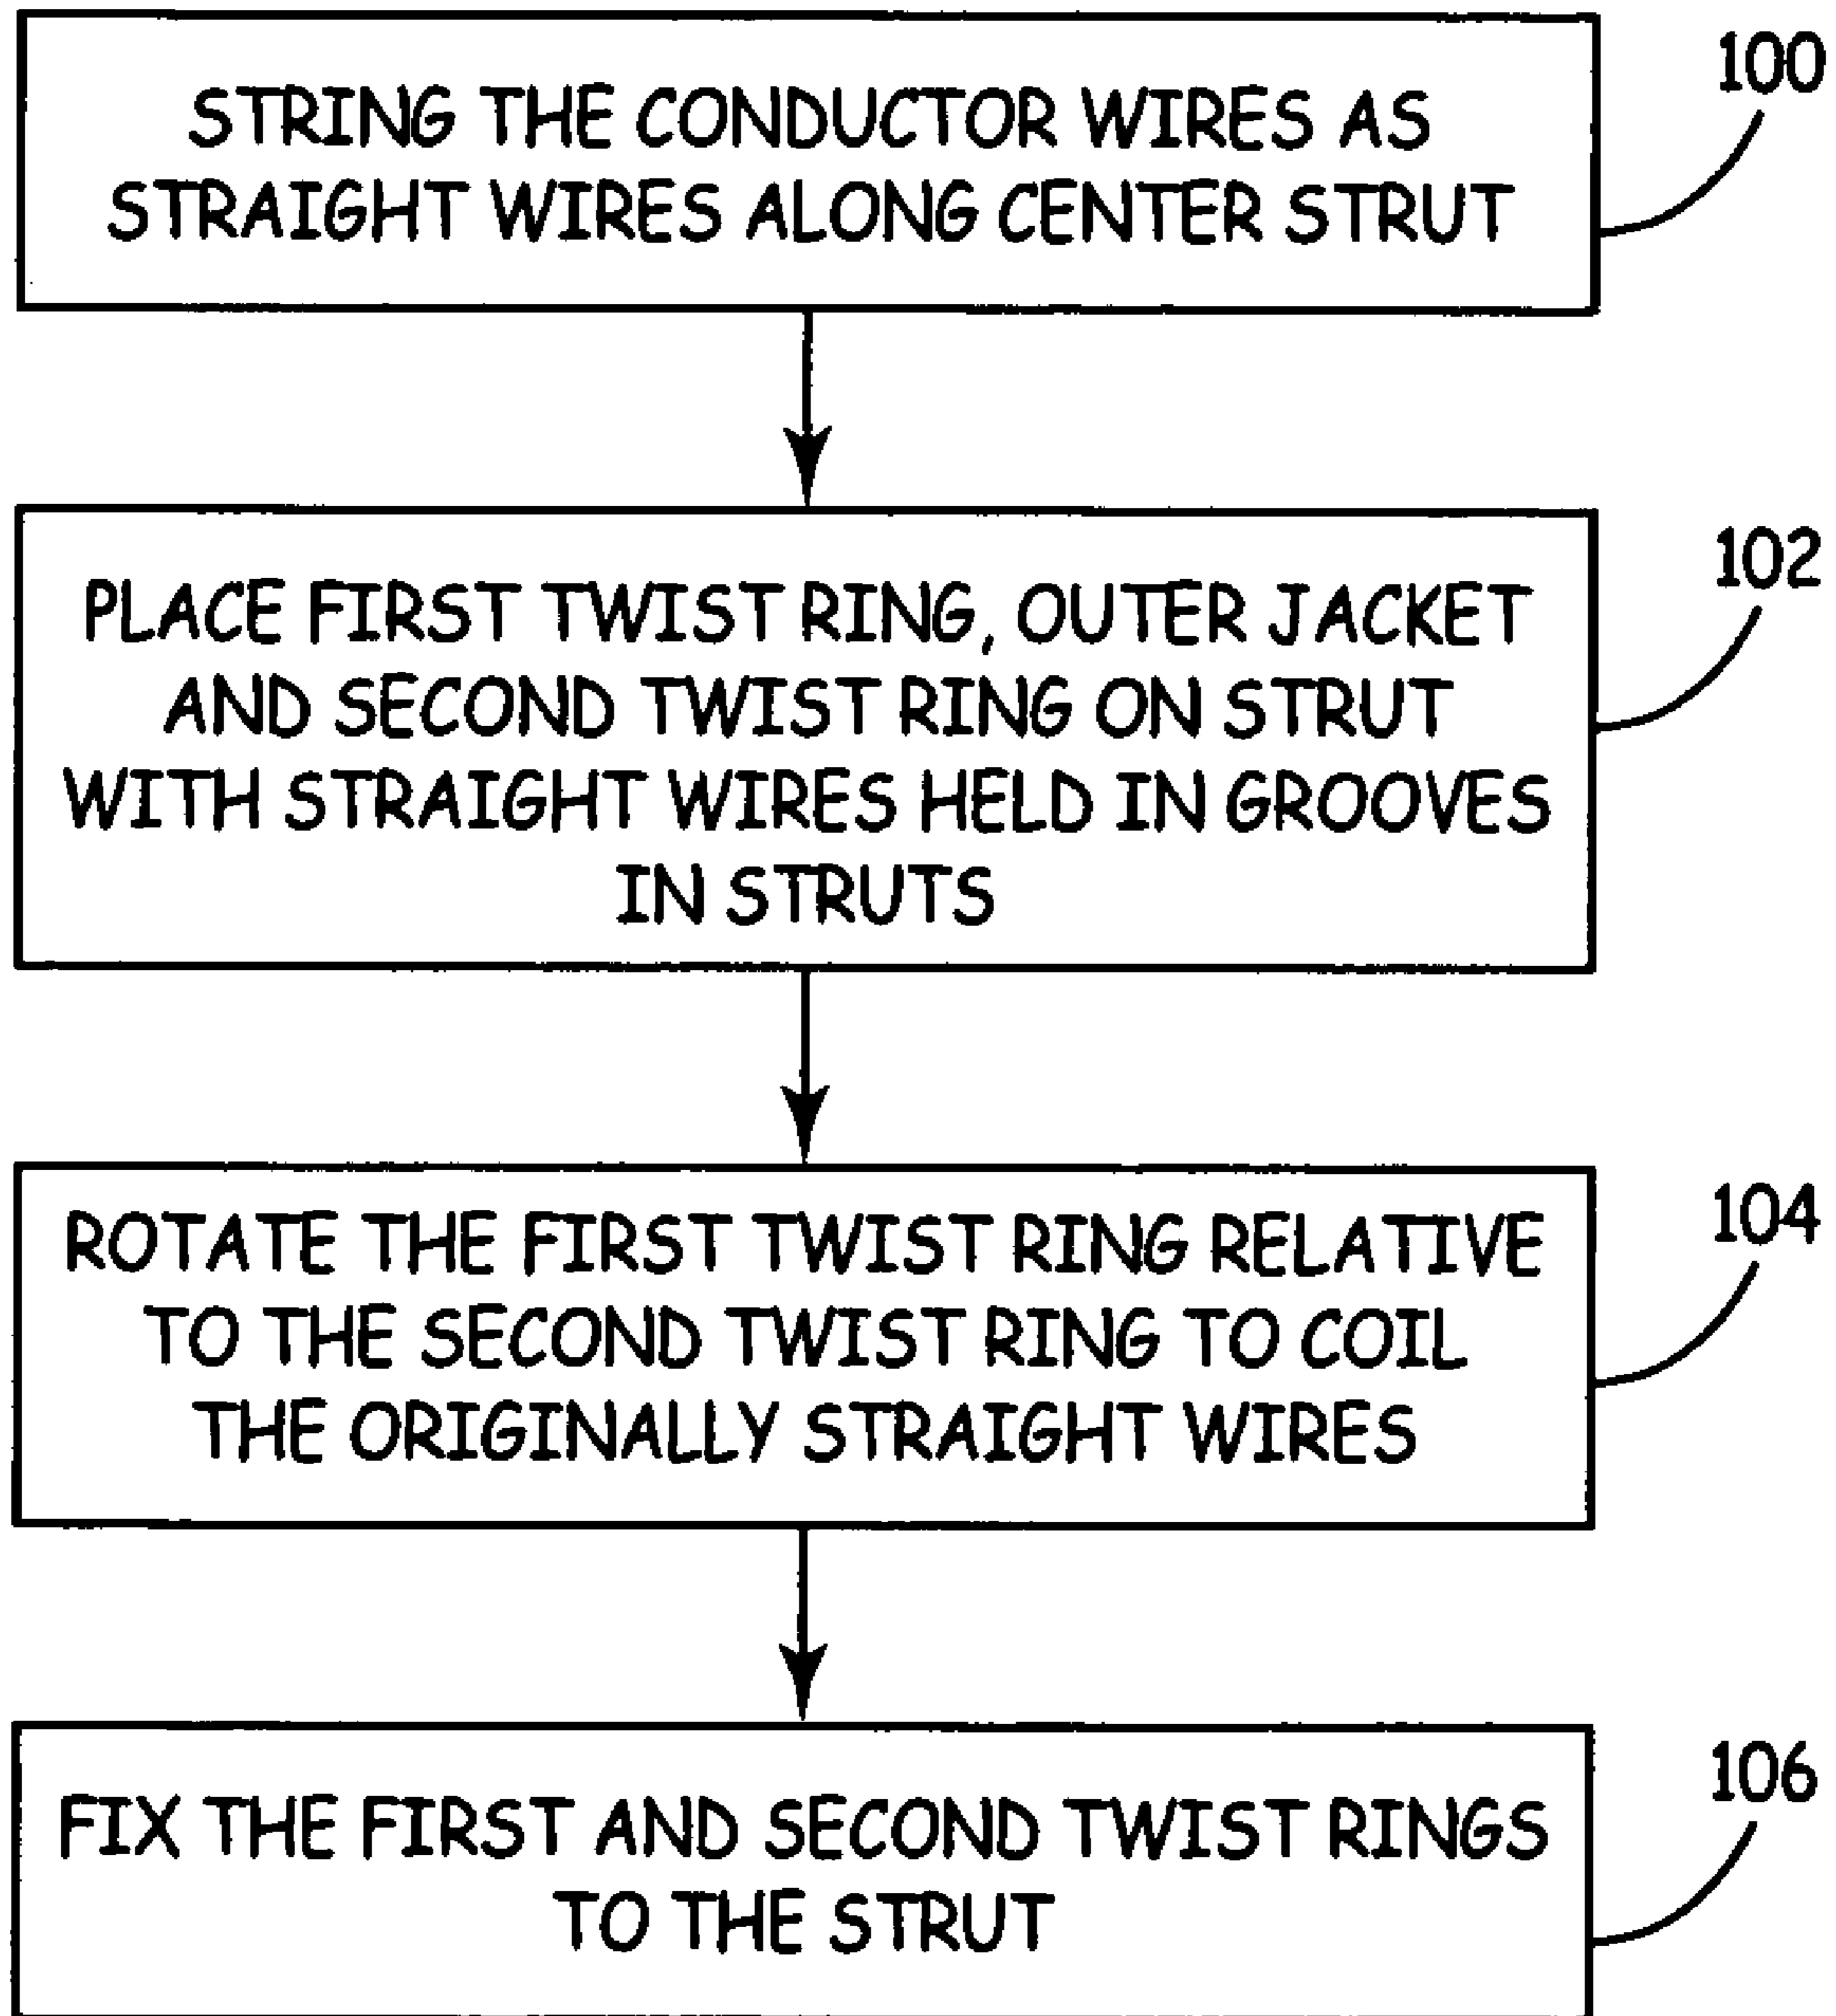 STRING THE CONDUCTOR WIRES AS
STRAIGHT WIRES ALONG CENTER STRUT
100
PLACE FIRST TWIST RING, OUTER JACKET
AND SECOND TWIST RING ON STRUT
WITH STRAIGHT WIRES HELD IN GROOVES
IN STRUTS
102
ROTATE THE FIRST TWIST RING RELATIVE
TO THE SECOND TWIST RING TO COIL
THE ORIGINALLY STRAIGHT WIRES
104
FIX THE FIRST AND SECOND TWIST RINGS
TO THE STRUT
106